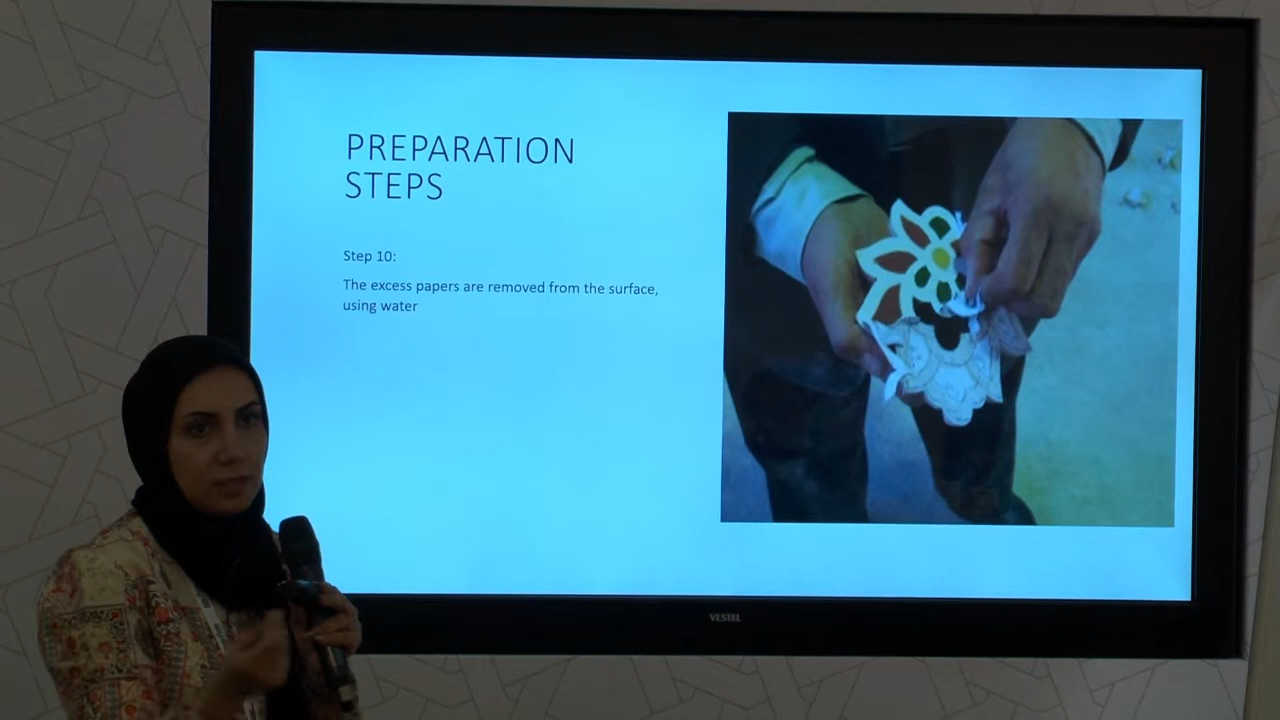 PREPARATION
STEPS
Step 10:
The excess papers are removed from the surface,
using water
VESTEL